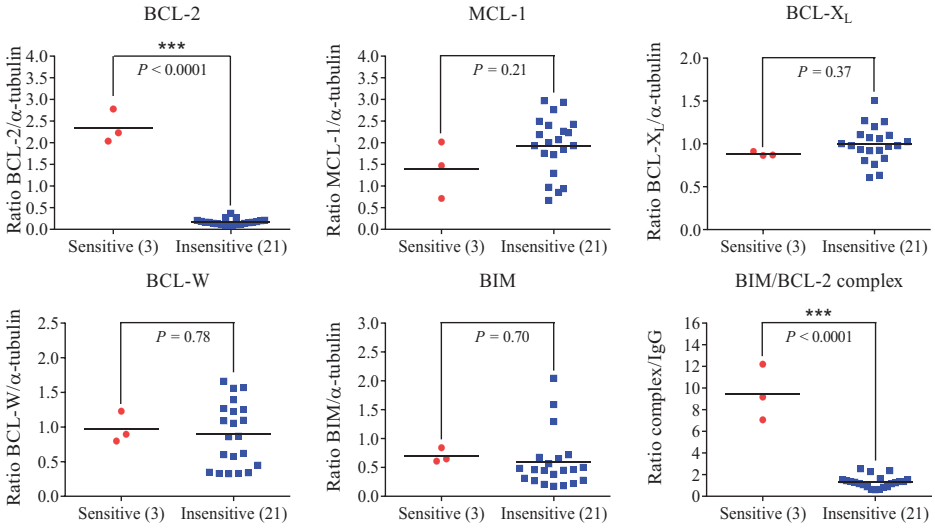 BCL-2
***
P < 0.0001
Ratio BCL-2/α-tubulin
4.0
3.5
3.0
2.5
2.0
1.5
1.0
0.5
0.0
Sensitive (3) Insensitive (21)
MCL-1
P = 0.21
Ratio MCL-1/α-tubulin
4.0
3.5
3.0
2.5
2.0
1.5
1.0
0.5
0.0
Sensitive (3) Insensitive (21)
BCL-XL
P = 0.37
Ratio BCL-XL/α-tubulin
2.0
1.5
1.0
0.5
0.0
Sensitive (3) Insensitive (21)
BCL-W
P = 0.78
Ratio BCL-W/α-tubulin
2.5
2.0
1.5
1.0
0.5
0.0
Sensitive (3) Insensitive (21)
BIM
P = 0.70
Ratio BIM/α-tubulin
3.0
2.5
2.0
1.5
1.0
0.5
0.0
Sensitive (3) Insensitive (21)
BIM/BCL-2 complex
***
P < 0.0001
Ratio complex/IgG
16
14
12
10
8
6
4
2
0
Sensitive (3) Insensitive (21)